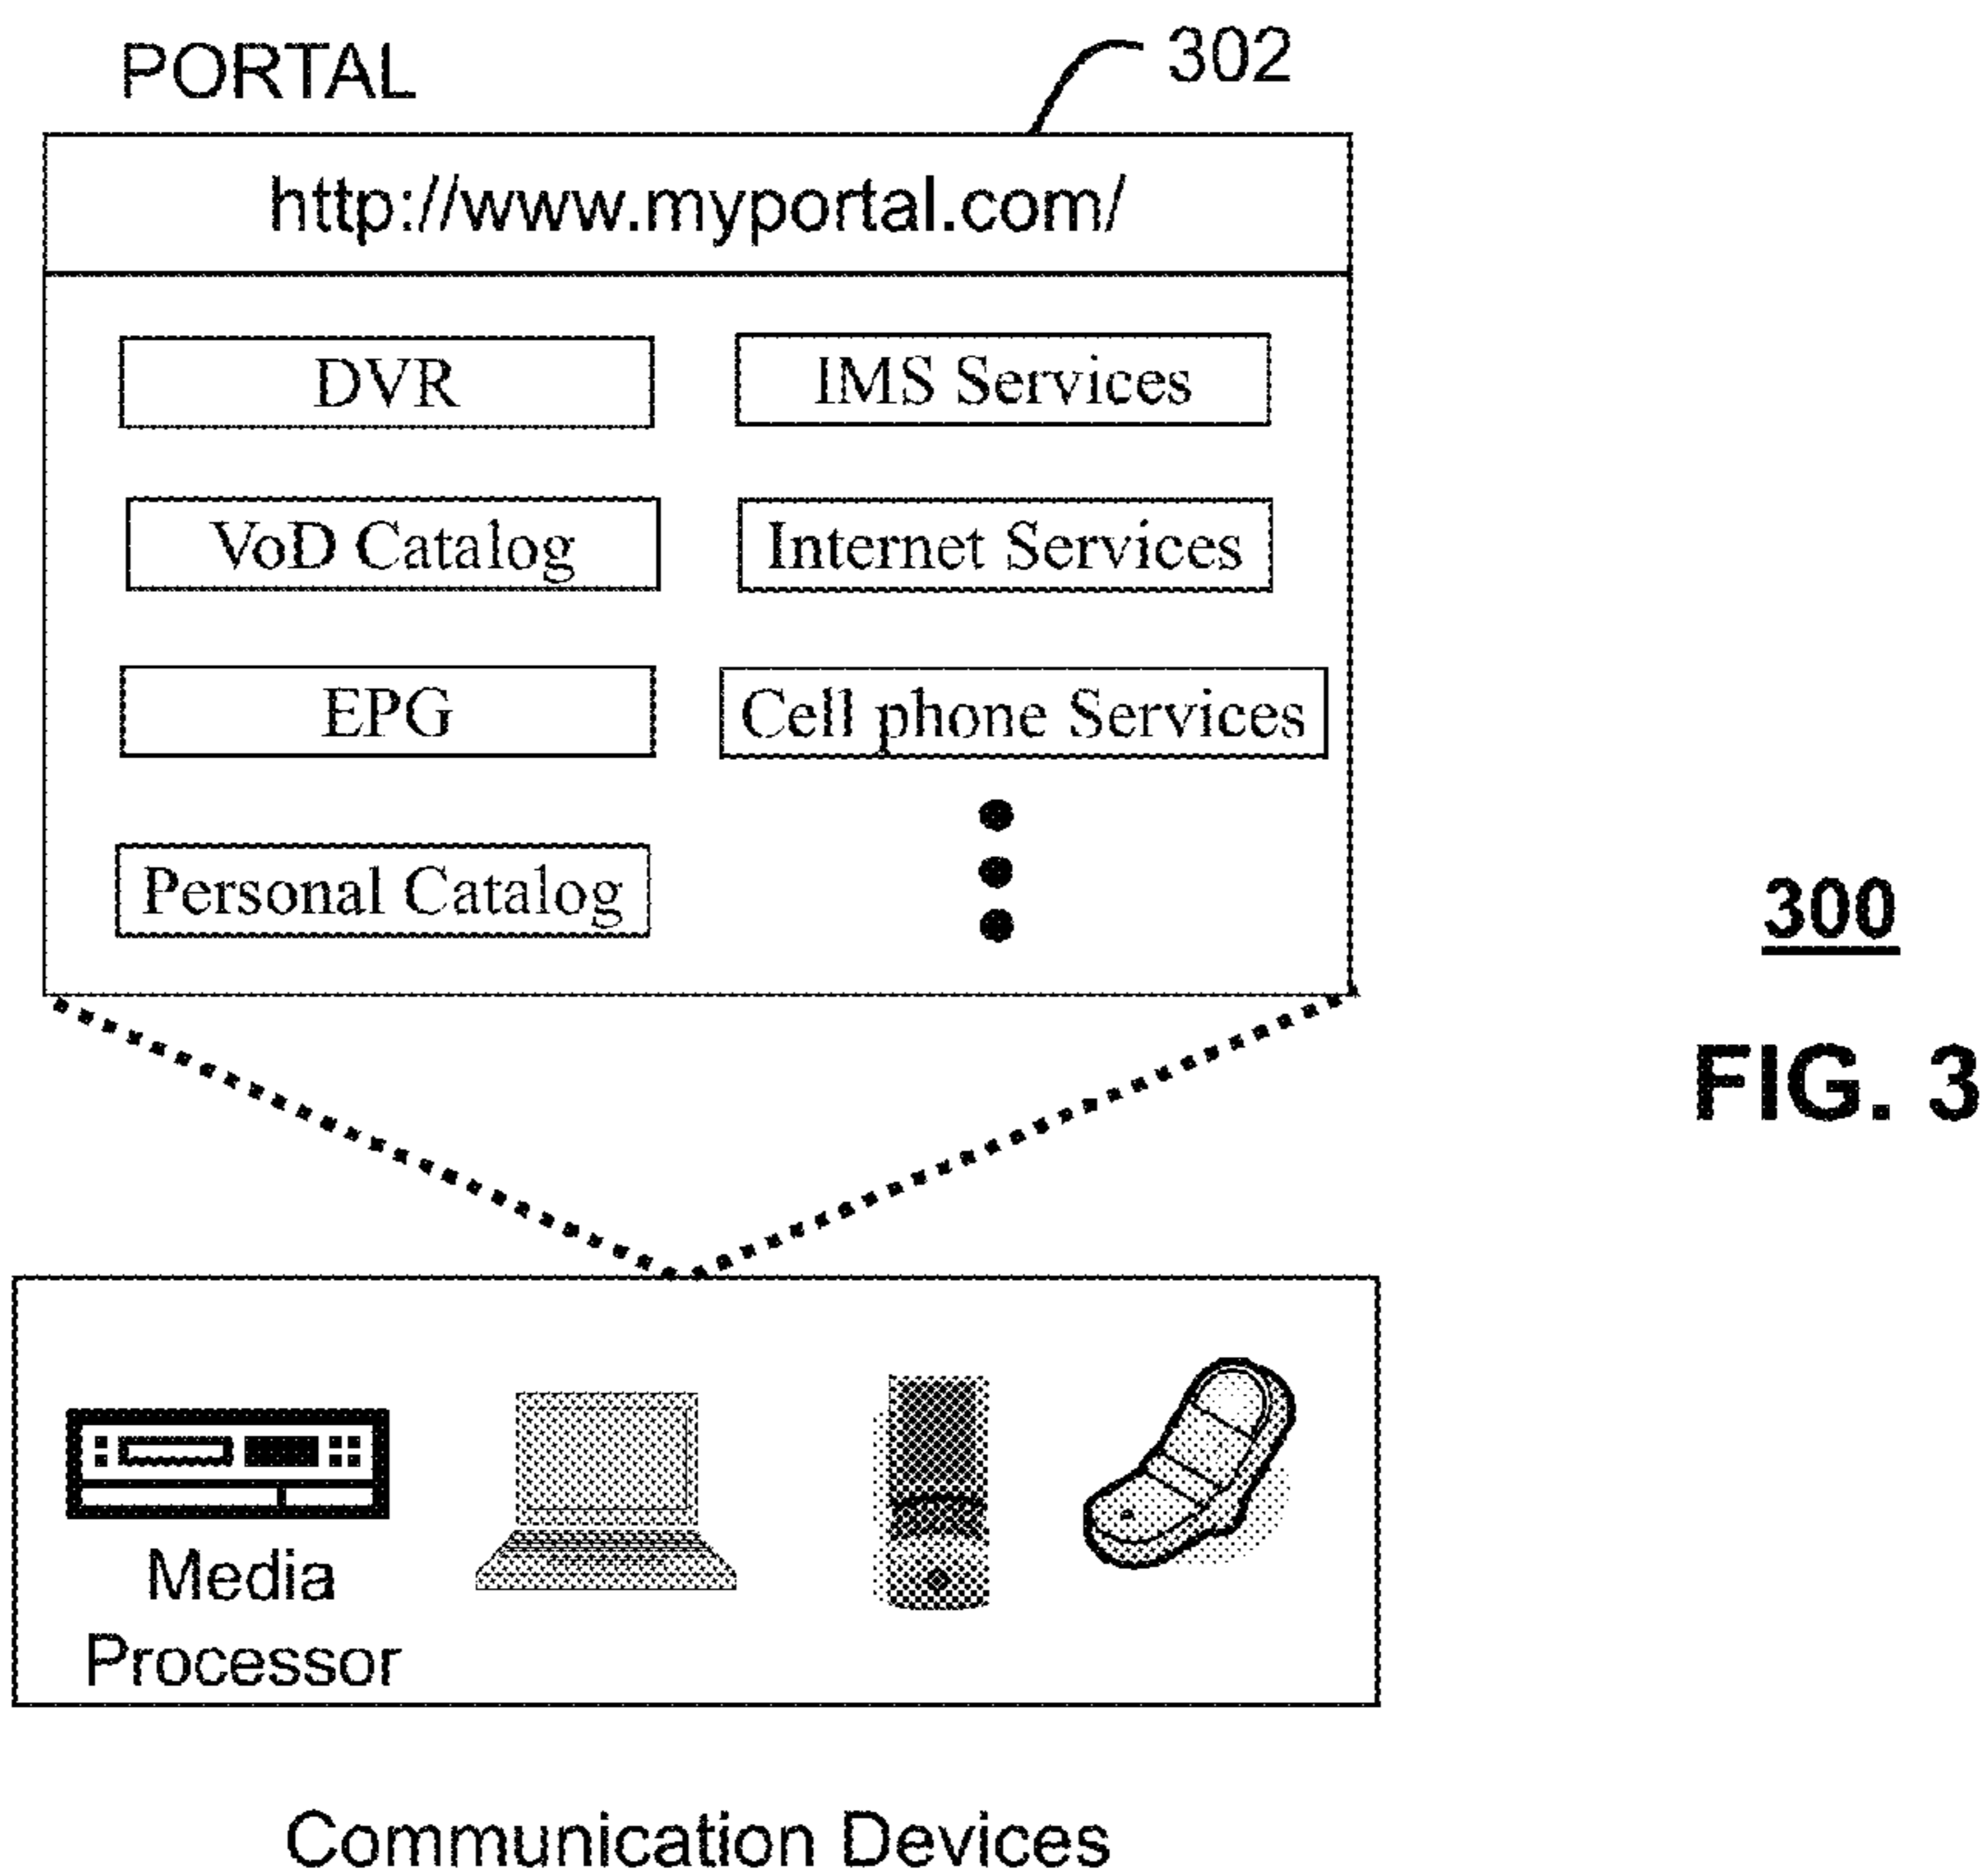 PORTAL
302
http://www.myportal.com/
DVR
IMS Services
VoD Catalog
Internet Services
EPG
Cell phone Services
Personal Catalog
300
FIG. 3
Media
Processor
Communication Devices